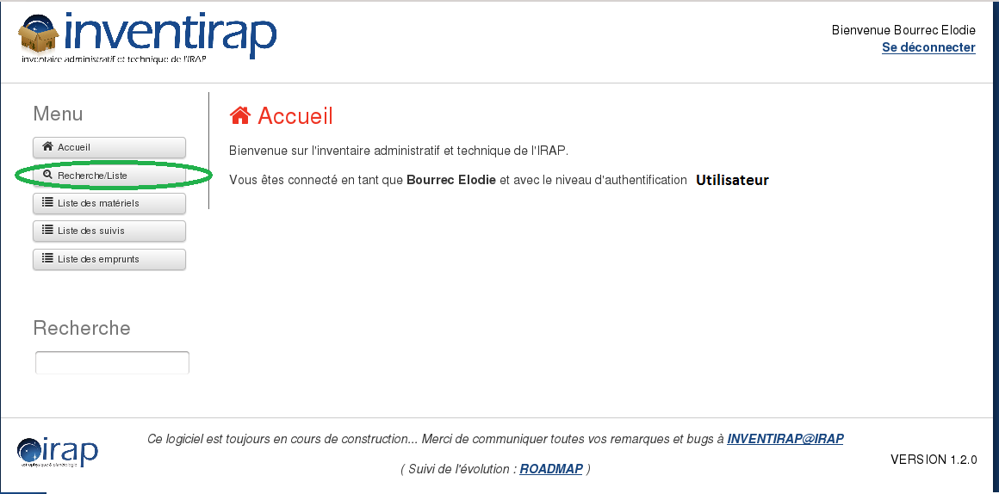 inventirap
inventaire administratif et technique de l'IRAP
Bienvenue Bourrec Elodie
Se déconnecter
Menu
Accueil
Recherche/Liste
Liste des matériels
Liste des suivis
Liste des emprunts
Recherche
Accueil
Bienvenue sur l'inventaire administratif et technique de l'IRAP.
Vous êtes connecté en tant que Bourrec Elodie et avec le niveau d'authentification Utilisateur
irap
astrophysique & planétologie
Ce logiciel est toujours en cours de construction... Merci de communiquer toutes vos remarques et bugs à INVENTIRAP@IRAP
( Suivi de l'évolution : ROADMAP )
VERSION 1.2.0